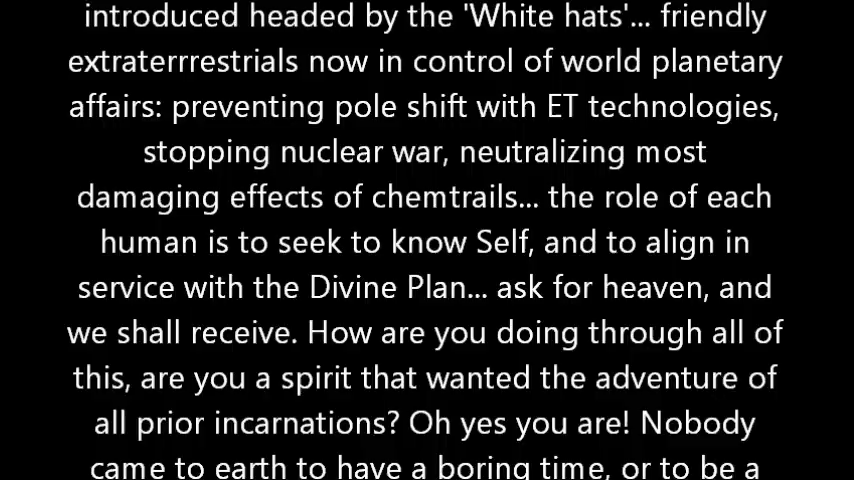 introduced headed by the 'White hats'... friendly
extraterrrestrials now in control of world planetary
affairs: preventing pole shift with ET technologies,
stopping nuclear war, neutralizing most
damaging effects of chemtrails... the role of each
human is to seek to know Self, and to align in
service with the Divine Plan... ask for heaven, and
we shall receive. How are you doing through all of
this, are you a spirit that wanted the adventure of
all prior incarnations? Oh yes you are! Nobody
came to earth to have a boring time, or to be a